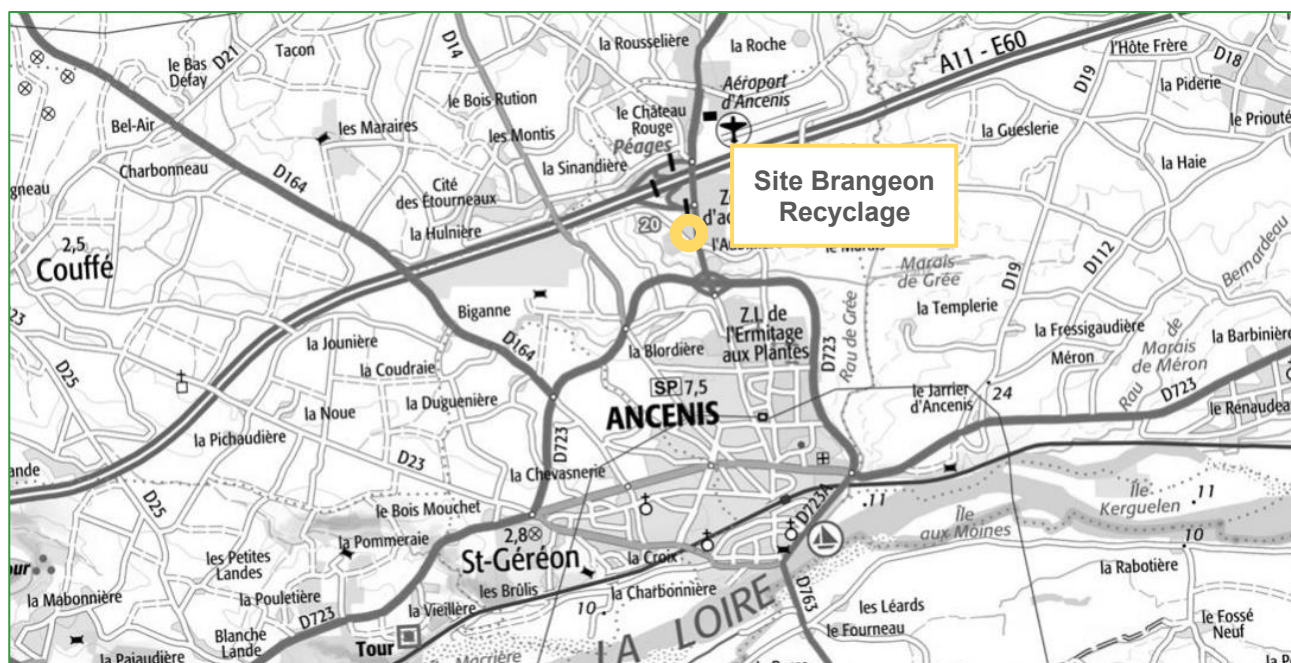 la Rousselière
la Roche
A11 - E60
l'Hôte Frère
D18
Tacon
D14
le Bas
Defay
D21
D19
la Piderie
Aéroport
d'Ancenis
le Bois Rution
le Château
Rouge
Péages
le Priouté
Bel-Air
les Maraires
les Montis
la Gueslerie
la Sinandière
la Haie
Charbonneau
D164
Cité
des Étourneaux
Site Brangeon
Recyclage
la Hulnière
20
2,5
Couffé
Marais
de Grée
D19
D112
Bernardeau
Biganne
la Templerie
Z.I. de
l'Ermitage
aux Plantes
D723
Rau de Grée
la Fressigaudière
Méron
Marais
de Méron
Rau
de
la Barbinière
23
la Jounière
D164
la Blordière
D25
la Coudraie
SP 7,5
ANCENIS
la Duguenière
le Jarrier
d'Ancenis
24
D723
la Noue
D723
la Pichaudière
la Chevasnerie
D23
D25
le Bois Mouchet
D723A
11
Île
Kerguelen
11
Île
aux Moines
10
la Pommeraie
2,8
St-Géréon
la Croix
les Petites
Landes
la Rabotière
la Mabonnière
la Pouletière
les Brûlis
la Charbonnière
10
D763
les Léards
le Fourneau
le Fossé
Neuf
D723
la Vieillère
Blanche
Lande
Tour
LA LOIRE
la Paiaudière